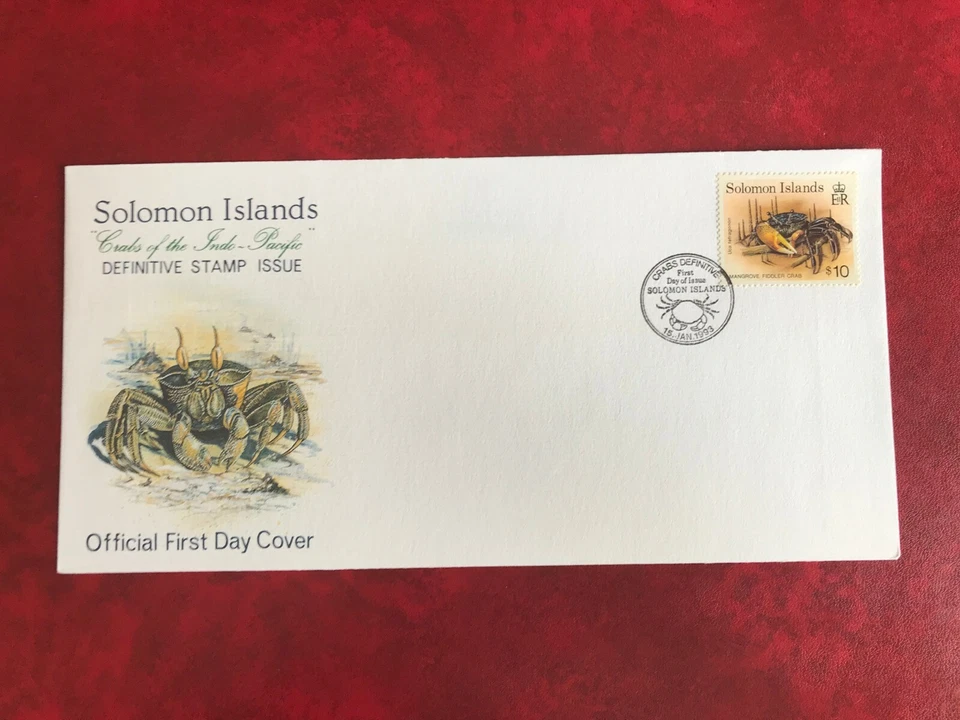 Solomon Islands
"Crabs of the Indo-Pacific"
DEFINITIVE STAMP ISSUE
Official First Day Cover
CRABS DEFINITIVE
First
Day of Issue
SOLOMON ISLANDS
15.JAN.1993
Solomon Islands
ER
$10
MANGROVE FIDDLER CRAB